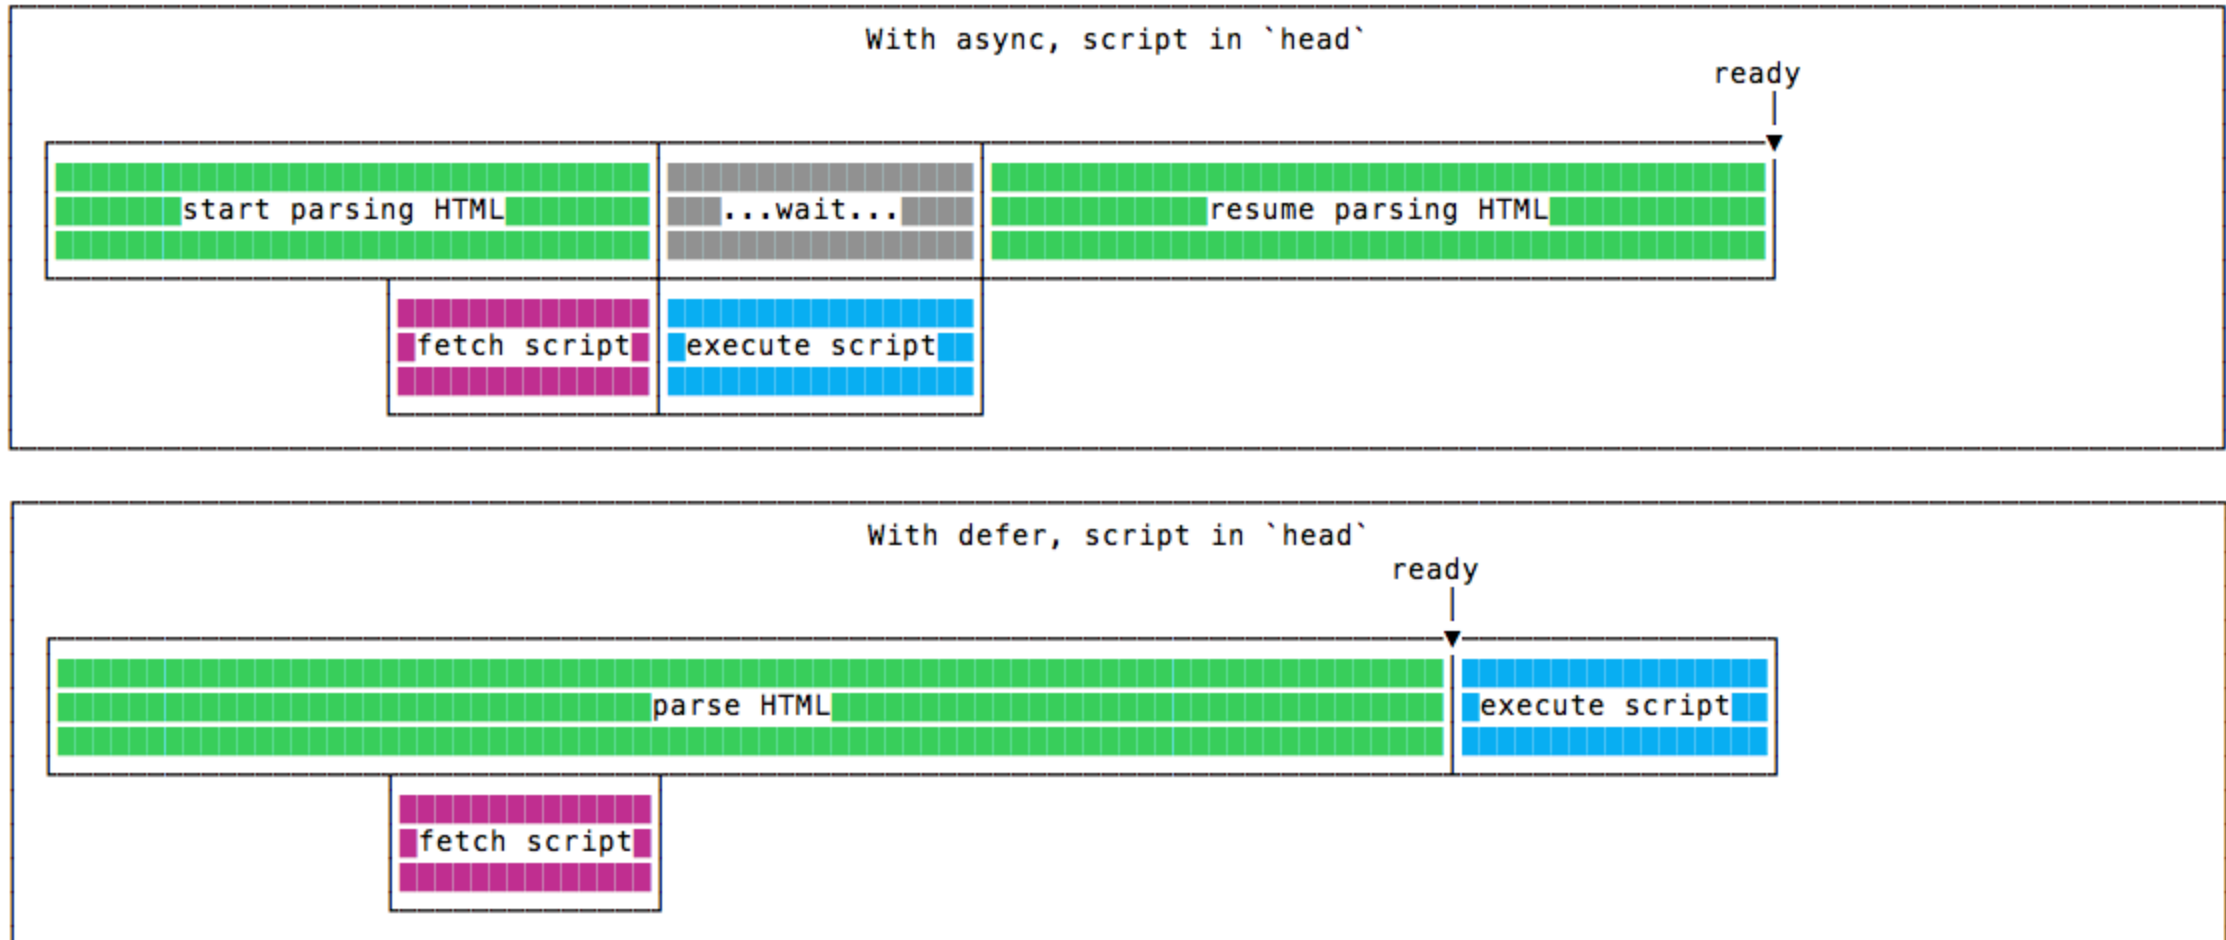 With async, script in `head`
ready
start parsing HTML
...wait...
resume parsing HTML
fetch script
execute script
With defer, script in `head`
ready
parse HTML
execute script
fetch script